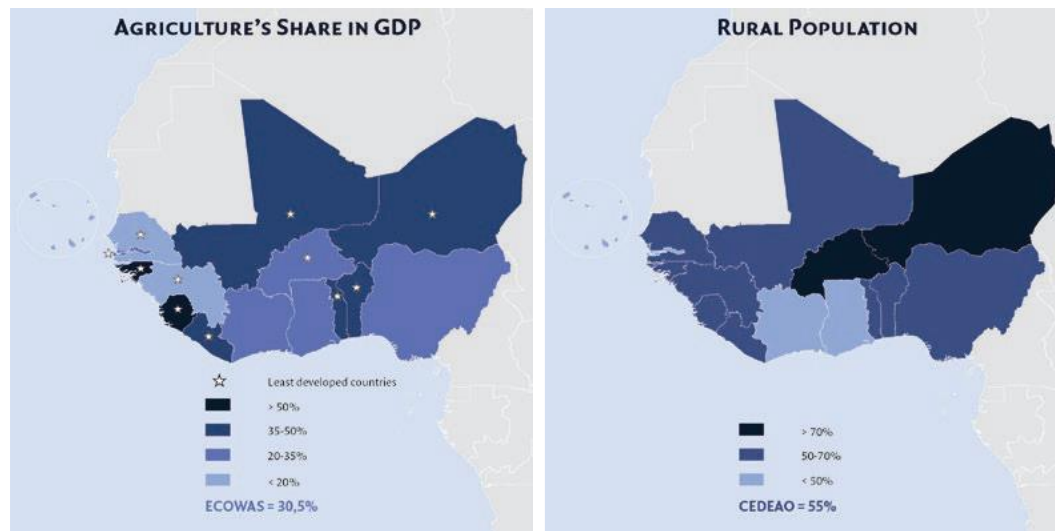 AGRICULTURE'S SHARE IN GDP
Least developed countries
> 50%
35-50%
20-35%
< 20%
ECOWAS = 30,5%
RURAL POPULATION
> 70%
50-70%
< 50%
CEDEAO = 55%